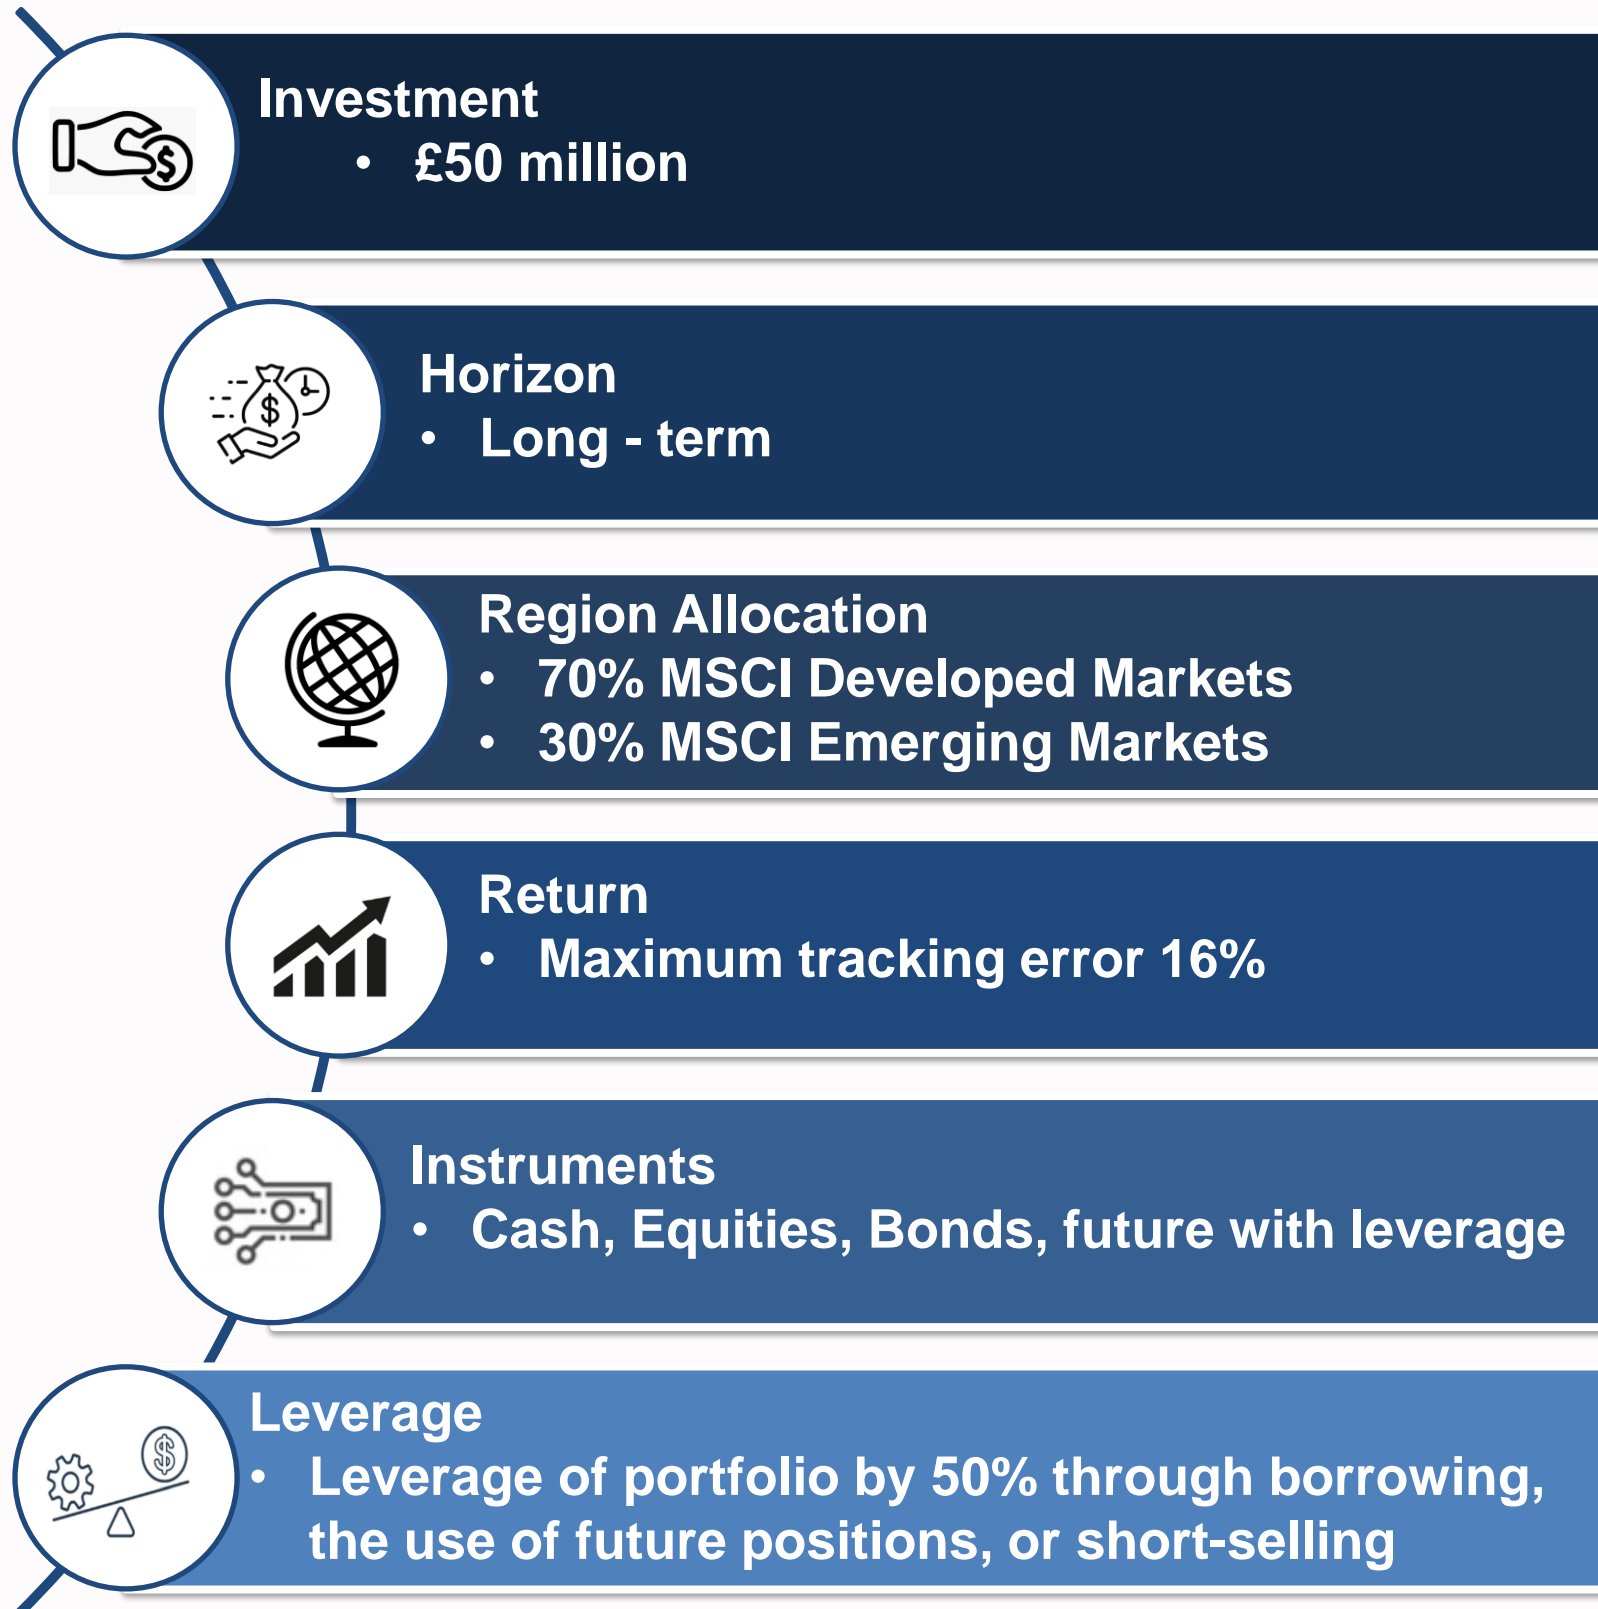 Investment
• £50 million
Horizon
• Long - term
Region Allocation
• 70% MSCI Developed Markets
• 30% MSCI Emerging Markets
Return
• Maximum tracking error 16%
Instruments
• Cash, Equities, Bonds, future with leverage
Leverage
• Leverage of portfolio by 50% through borrowing,
the use of future positions, or short-selling